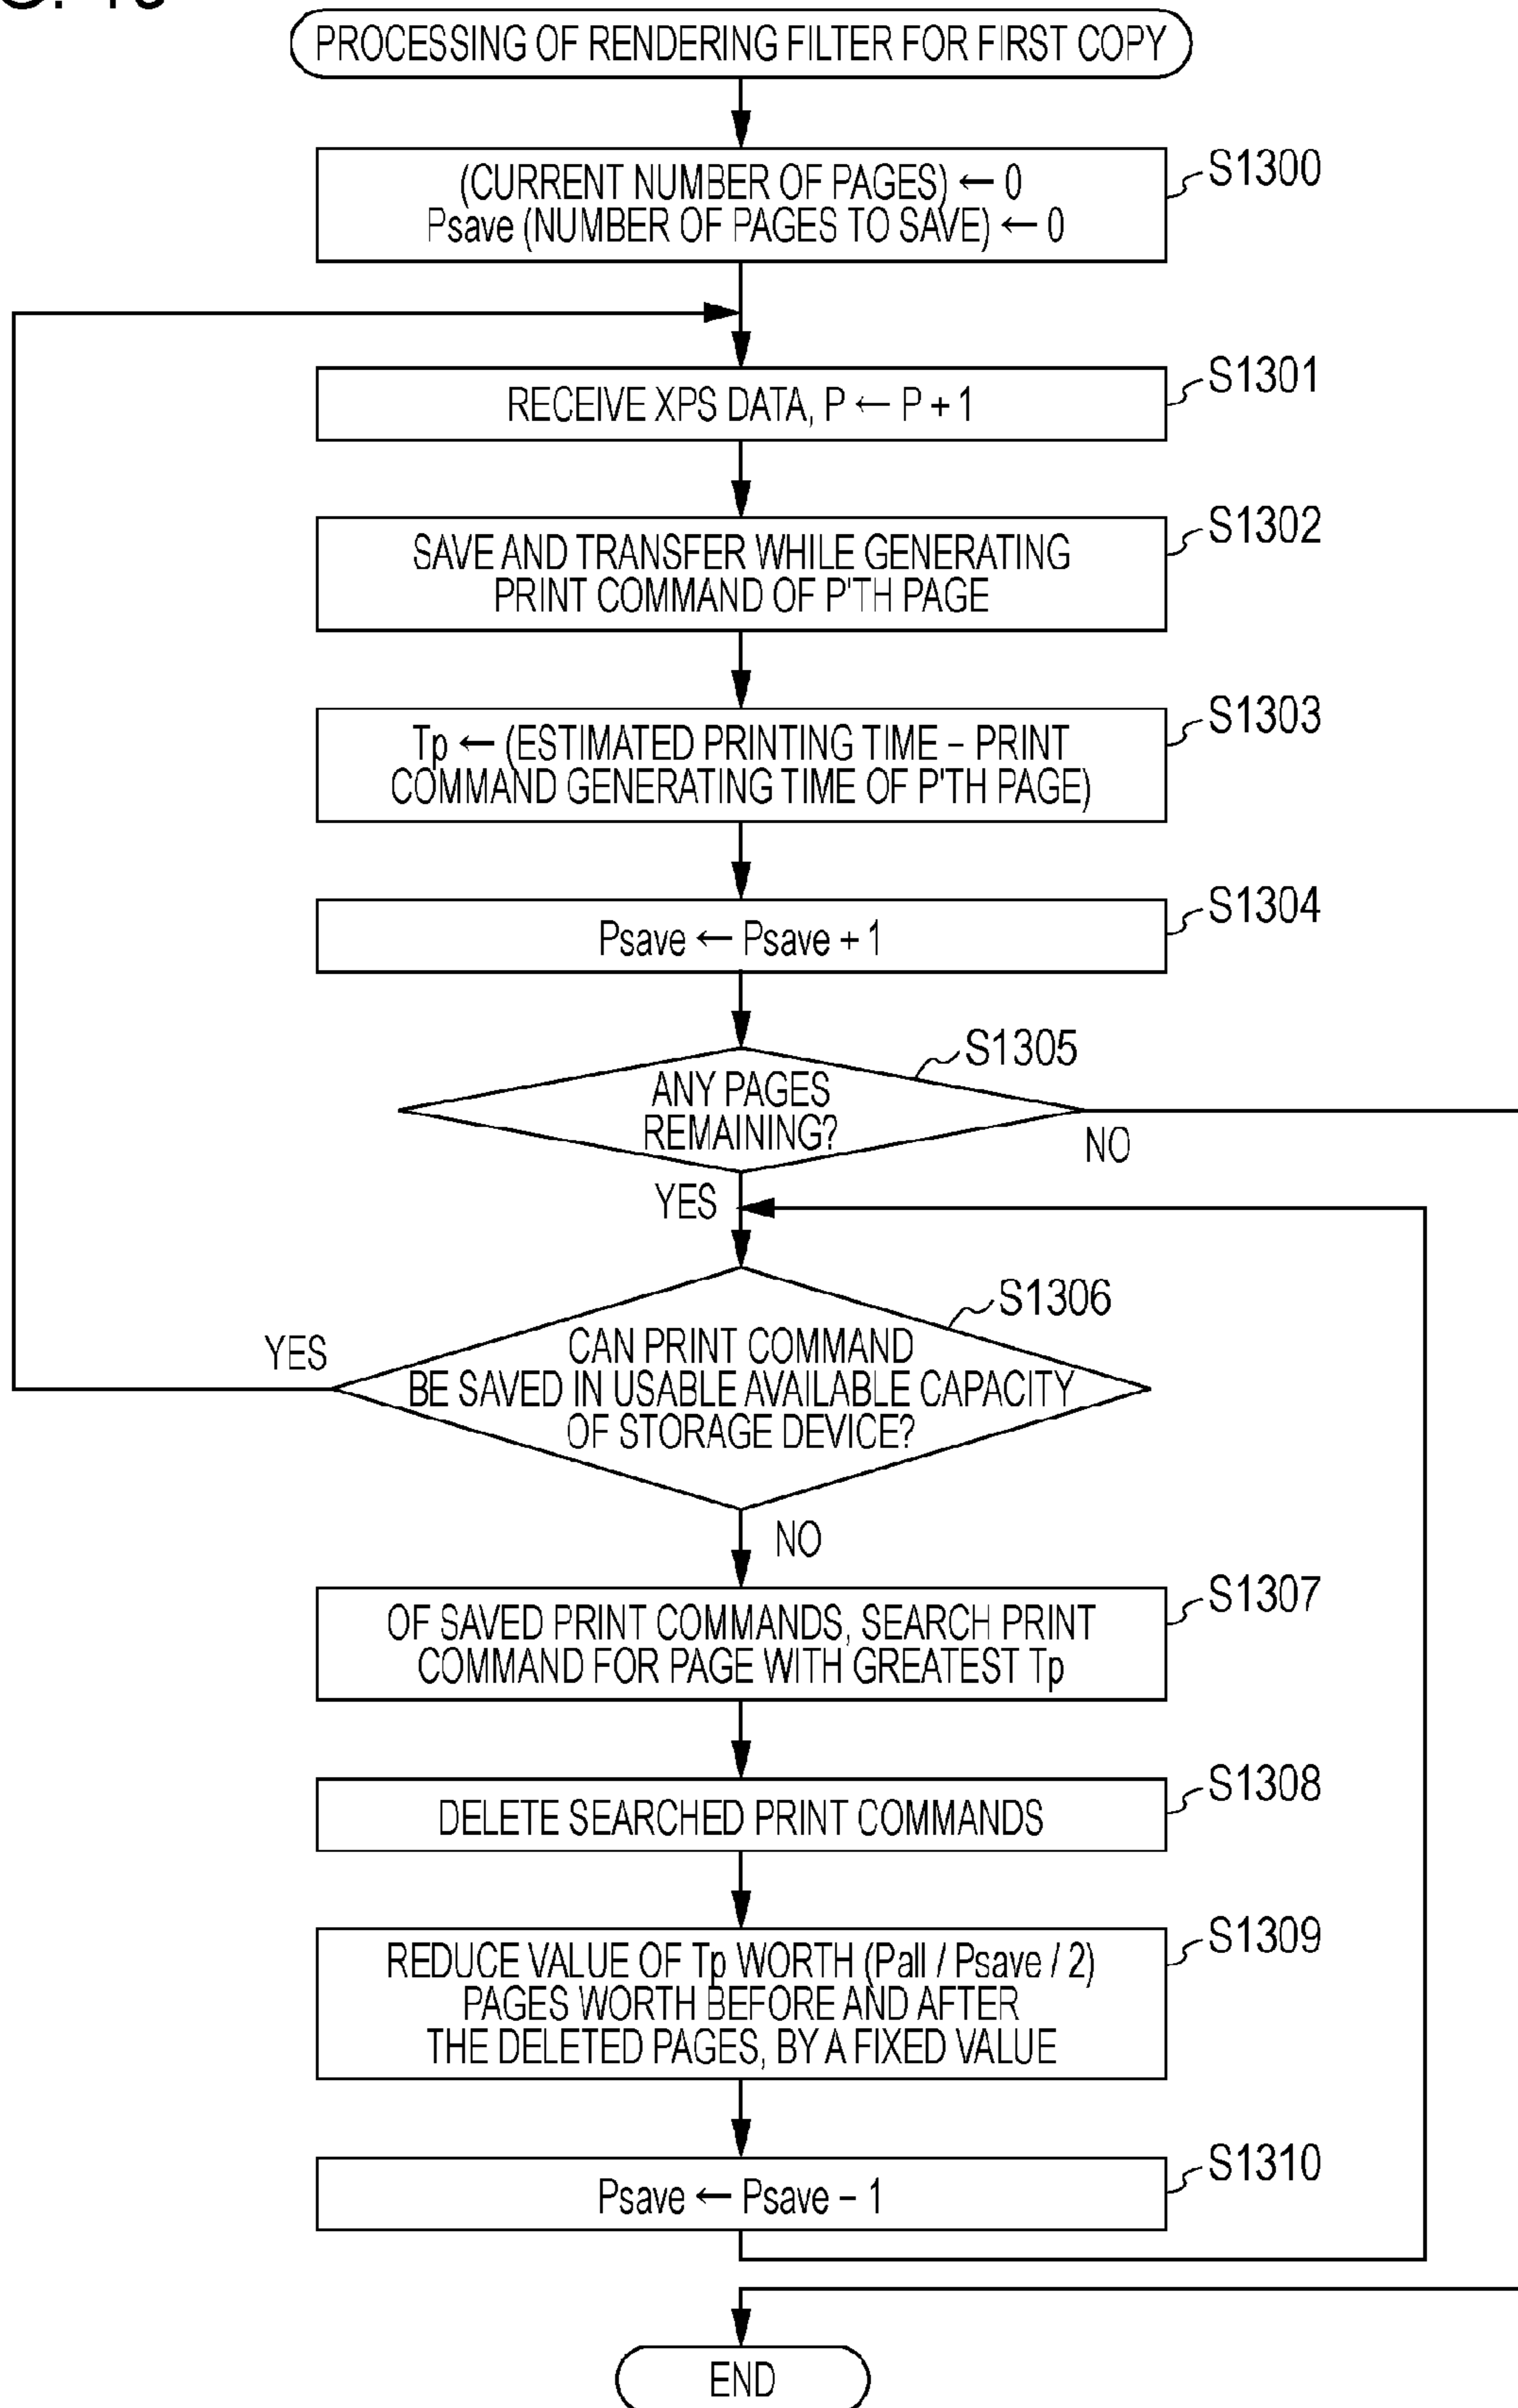 PROCESSING OF RENDERING FILTER FOR FIRST COPY
(CURRENT NUMBER OF PAGES) ← 0
Psave (NUMBER OF PAGES TO SAVE) ← 0
S1300
RECEIVE XPS DATA, P ← P + 1
S1301
SAVE AND TRANSFER WHILE GENERATING
PRINT COMMAND OF P'TH PAGE
S1302
Tp ← (ESTIMATED PRINTING TIME – PRINT
COMMAND GENERATING TIME OF P'TH PAGE)
S1303
Psave ← Psave + 1
S1304
S1305
ANY PAGES
REMAINING?
NO
YES
S1306
YES
CAN PRINT COMMAND
BE SAVED IN USABLE AVAILABLE CAPACITY
OF STORAGE DEVICE?
NO
OF SAVED PRINT COMMANDS, SEARCH PRINT
COMMAND FOR PAGE WITH GREATEST Tp
S1307
DELETE SEARCHED PRINT COMMANDS
S1308
REDUCE VALUE OF Tp WORTH (Pall / Psave / 2)
PAGES WORTH BEFORE AND AFTER
THE DELETED PAGES, BY A FIXED VALUE
S1309
Psave ← Psave – 1
S1310
END